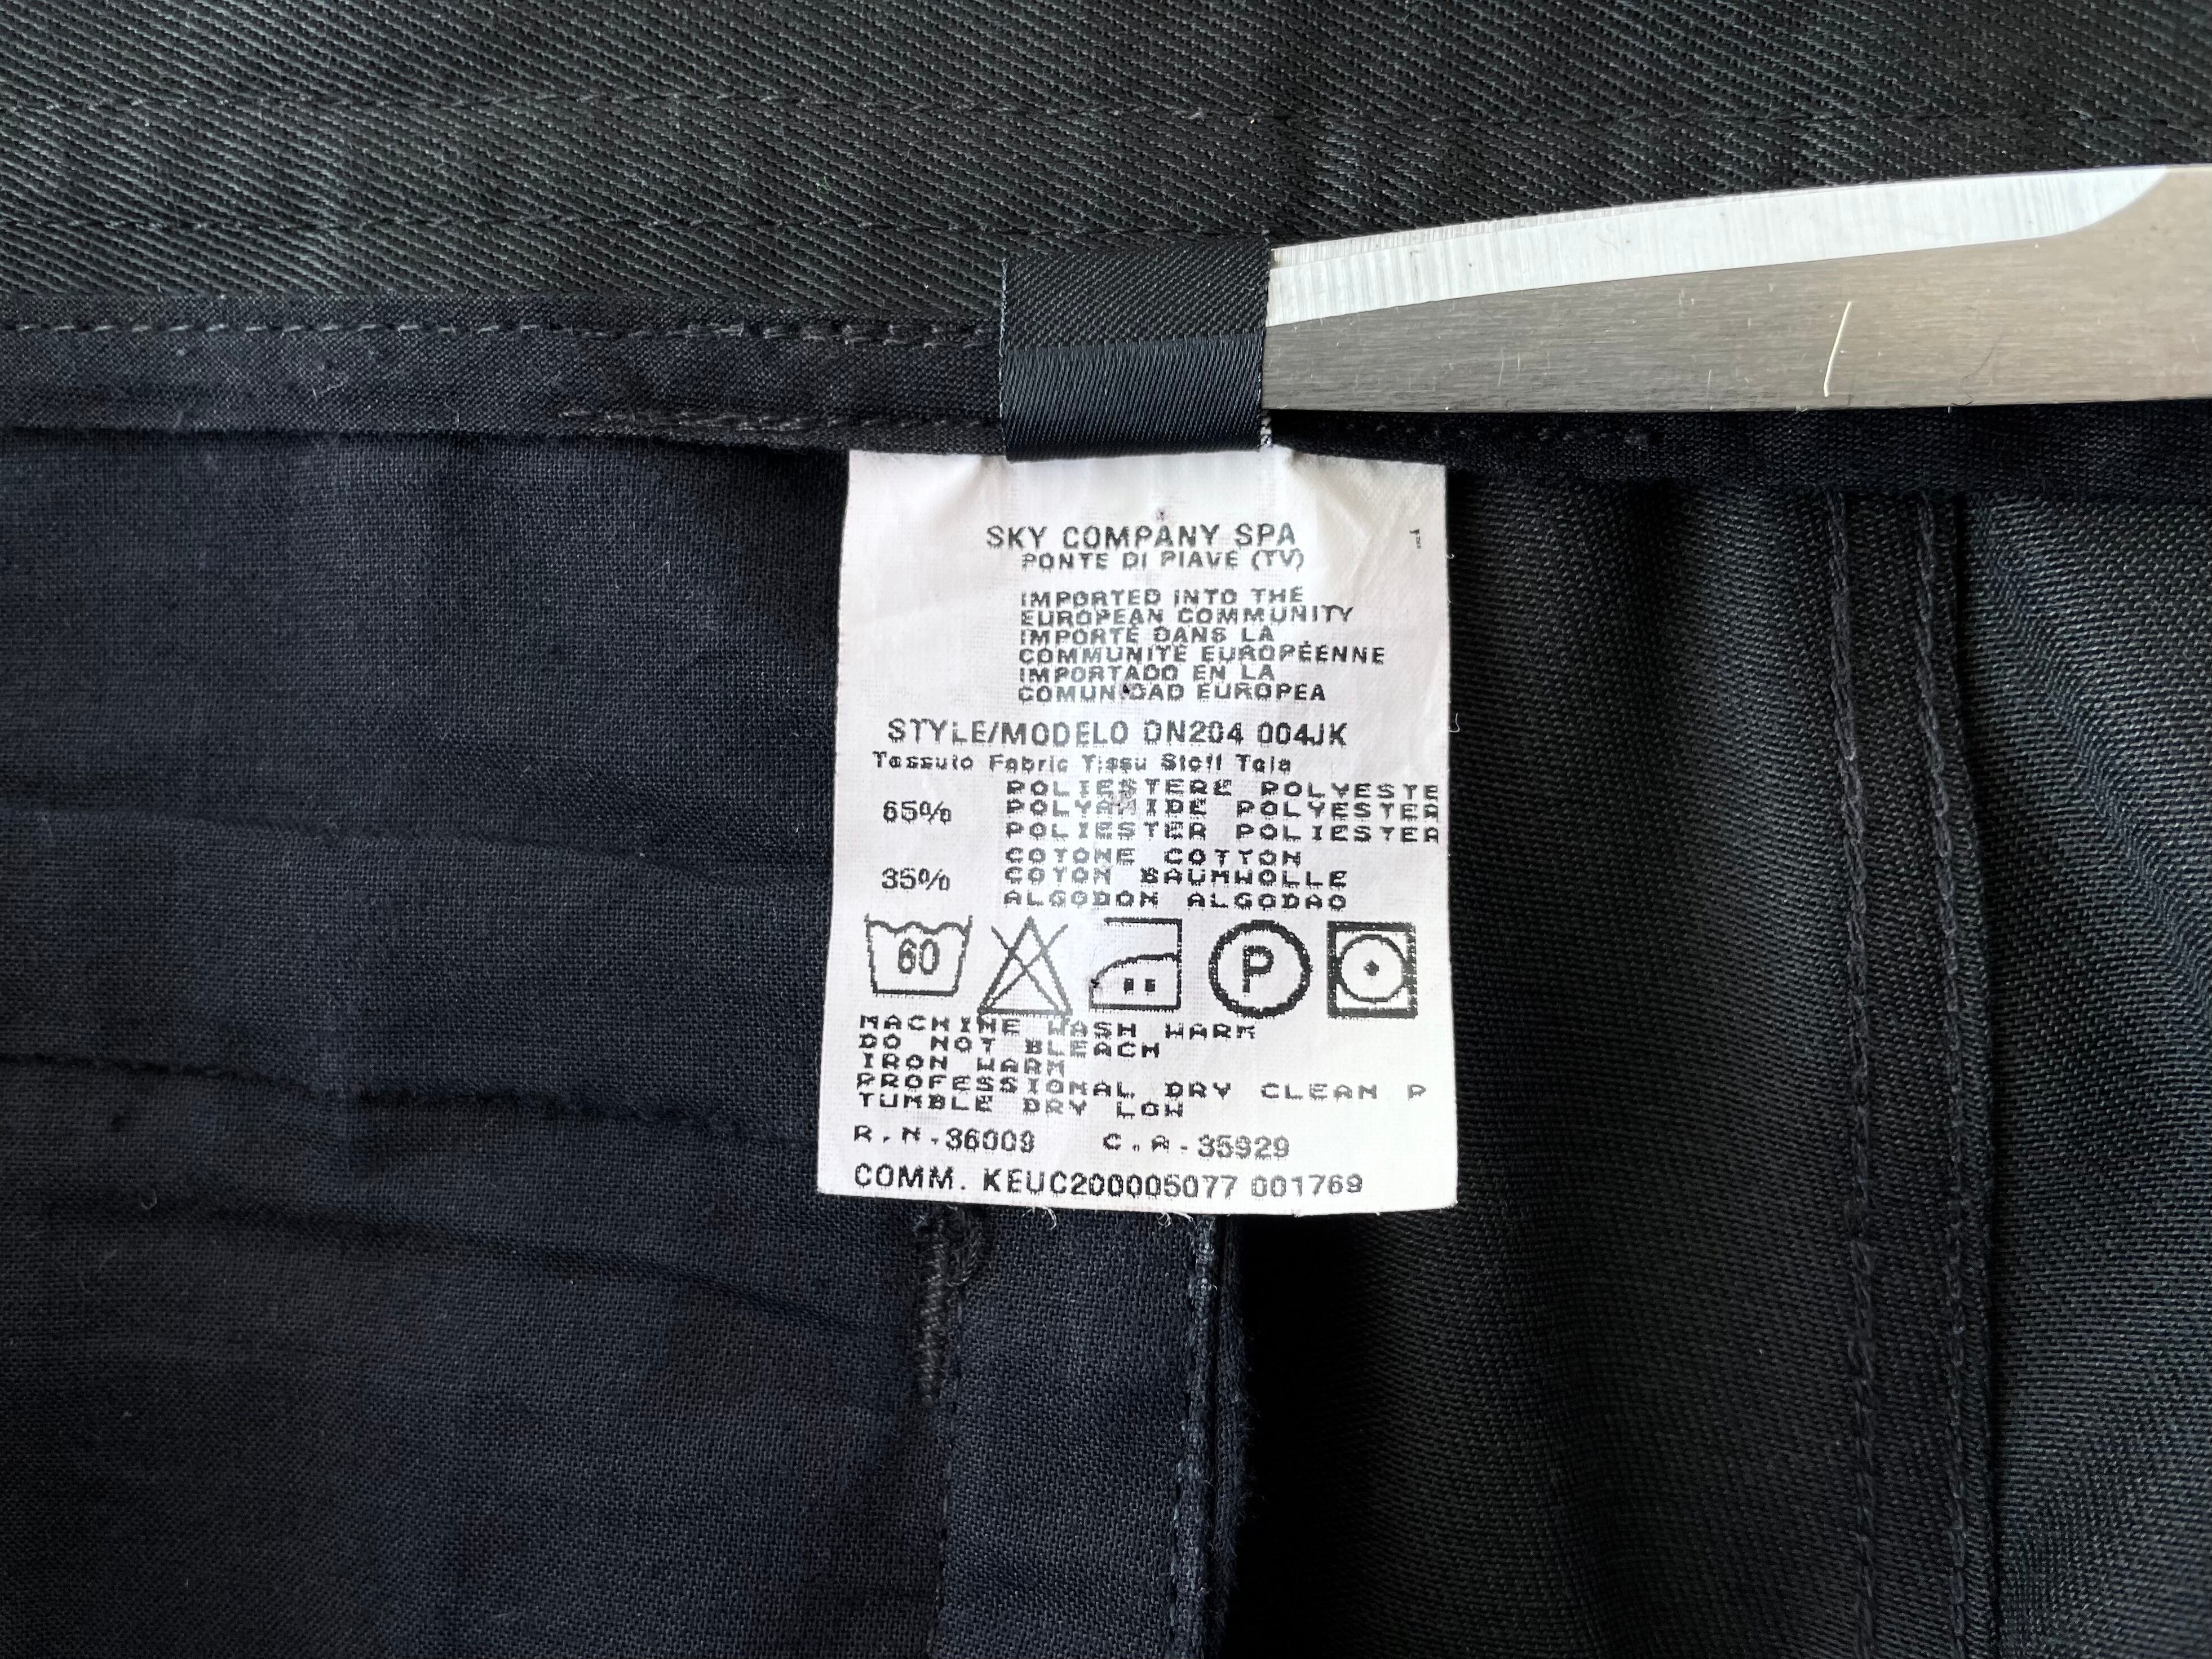 SKY COMPANY SPA
PONTE DI PIAVE (TV)
1
IMPORTED INTO THE
EUROPEAN COMMUNITY
IMPORTÉ DANS LA
COMMUNITÉ EUROPÉENNE
IMPORTADO EN LA
COMUNIDAD EUROPEA
STYLE/MODELO DN204 004JK
Tessuto Fabric Tissu Stoff Tela
65%
POLIESTERE POLYESTE
POLYAMIDE POLYESTER
POLIESTER POLIESTER
35%
COTONE COTTON
COTON BAUMWOLLE
ALGODON ALGODAO
60 P
MACHINE WASH WARM
DO NOT BLEACH
IRON WARM
PROFESSIONAL DRY CLEAN P
TUMBLE DRY LOW
R.N.36009 C.A.35929
COMM. KEUC200005077 001769